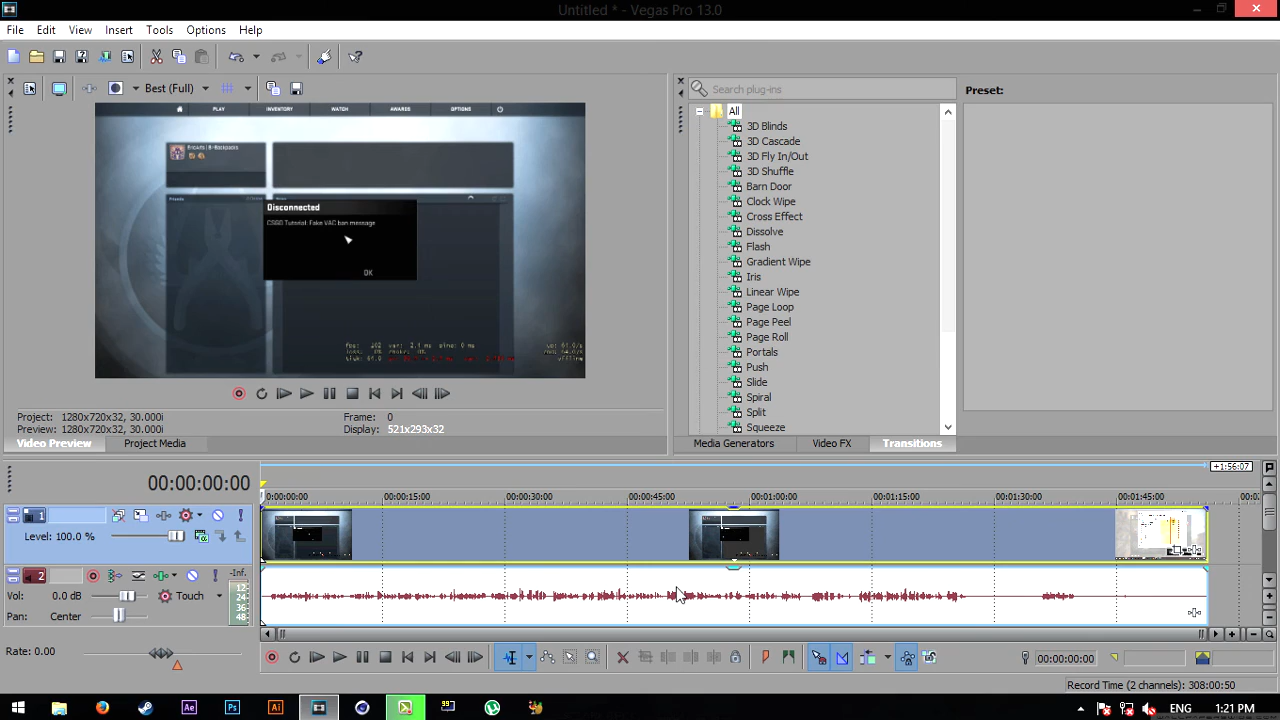 Untitled * - Vegas Pro 13.0
File Edit View Insert Tools Options Help
Best (Full)
PLAY INVENTORY WATCH AWARDS OPTIONS
Friends
Disconnected
CSGO Tutorial: Fake VAC ban message
OK
Project: 1280x720x32, 30.000i Frame: 0
Preview: 1280x720x32, 30.000i Display: 521x293x32
Video Preview Project Media
Search plug-ins
Preset:
All
3D Blinds
3D Cascade
3D Fly In/Out
3D Shuffle
Barn Door
Clock Wipe
Cross Effect
Dissolve
Flash
Gradient Wipe
Iris
Linear Wipe
Page Loop
Page Peel
Page Roll
Portals
Push
Slide
Spiral
Split
Squeeze
Media Generators Video FX Transitions
+1:56:07
00:00:00:00
0:00:00:00 00:00:15:00 00:00:30:00 00:00:45:00 00:01:00:00 00:01:15:00 00:01:30:00 00:01:45:00 00:0
1
Level: 100.0 %
2 -Inf.
Vol: 0.0 dB Touch
Pan: Center
12
24
36
48
Rate: 0.00
00:00:00:00
Record Time (2 channels): 308:00:50
Ae Ps Ai
1:21 PM